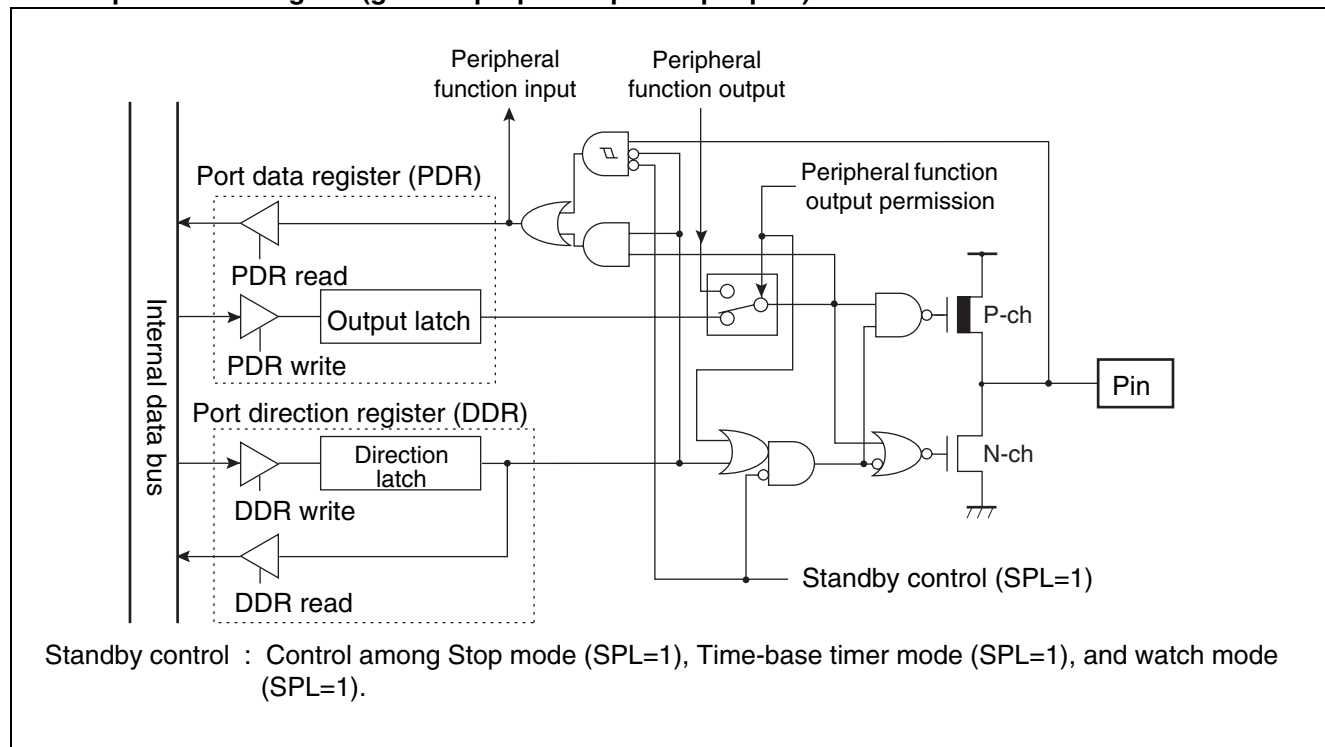 Peripheral
function input
Peripheral
function output
Port data register (PDR)
Peripheral function
output permission
PDR read
Output latch
P-ch
PDR write
Pin
Internal data bus
Port direction register (DDR)
Direction
latch
N-ch
DDR write
Standby control (SPL=1)
DDR read
Standby control : Control among Stop mode (SPL=1), Time-base timer mode (SPL=1), and watch mode
(SPL=1).